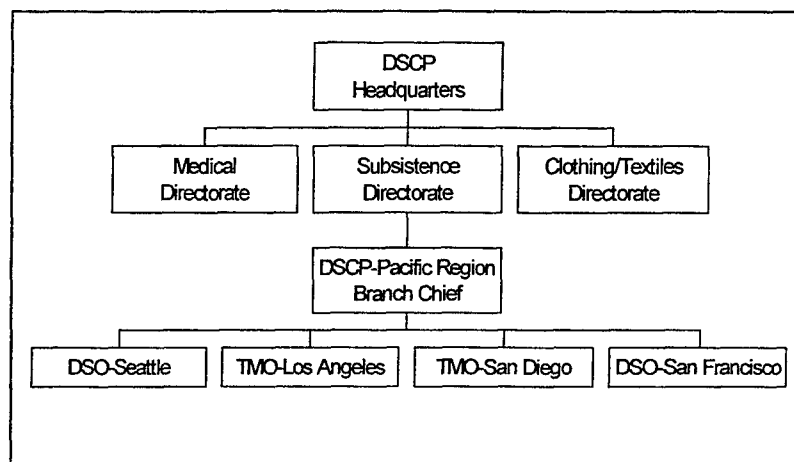 DSCP
Headquarters
Medical
Directorate
Subsistence
Directorate
Clothing/Textiles
Directorate
DSCP-Pacific Region
Branch Chief
DSO-Seattle
TMO-Los Angeles
TMO-San Diego
DSO-San Francisco